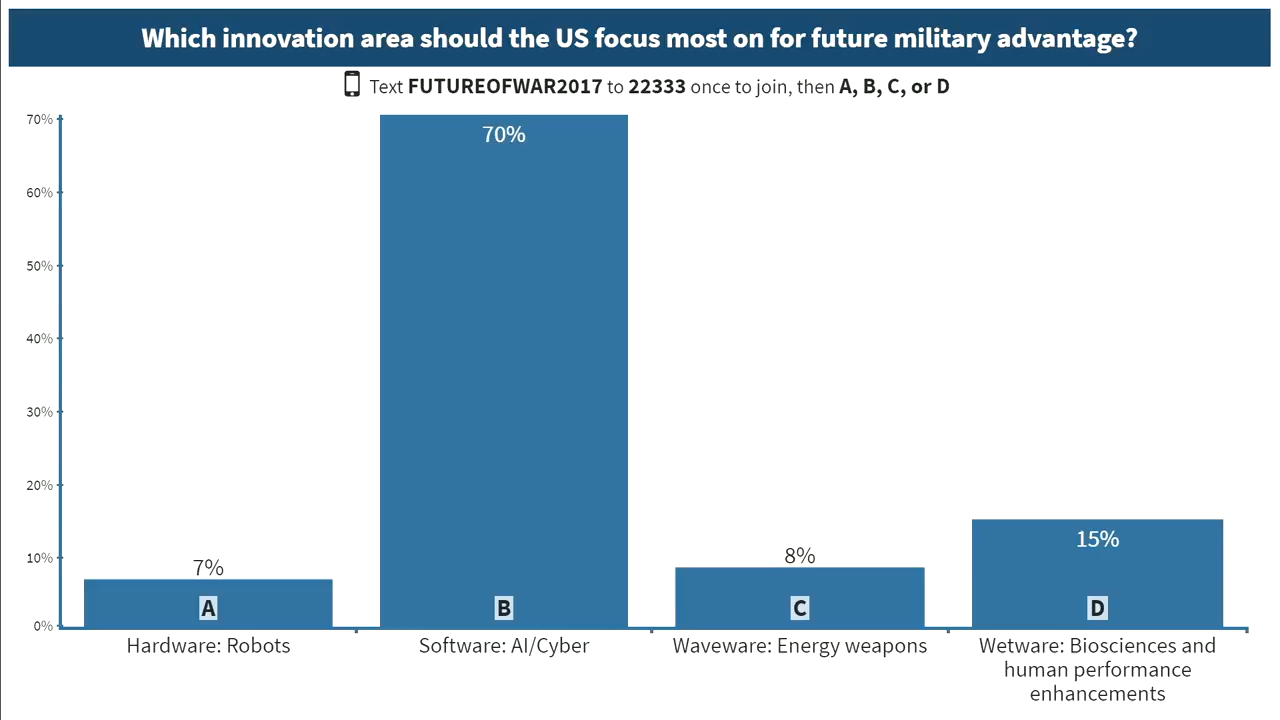 Which innovation area should the US focus most on for future military advantage?
Text FUTUREOFWAR2017 to 22333 once to join, then A, B, C, or D
70%
60%
50%
40%
30%
20%
10%
0%
7%
70%
8%
15%
A
B
C
D
Hardware: Robots
Software: AI/Cyber
Waveware: Energy weapons
Wetware: Biosciences and
human performance
enhancements